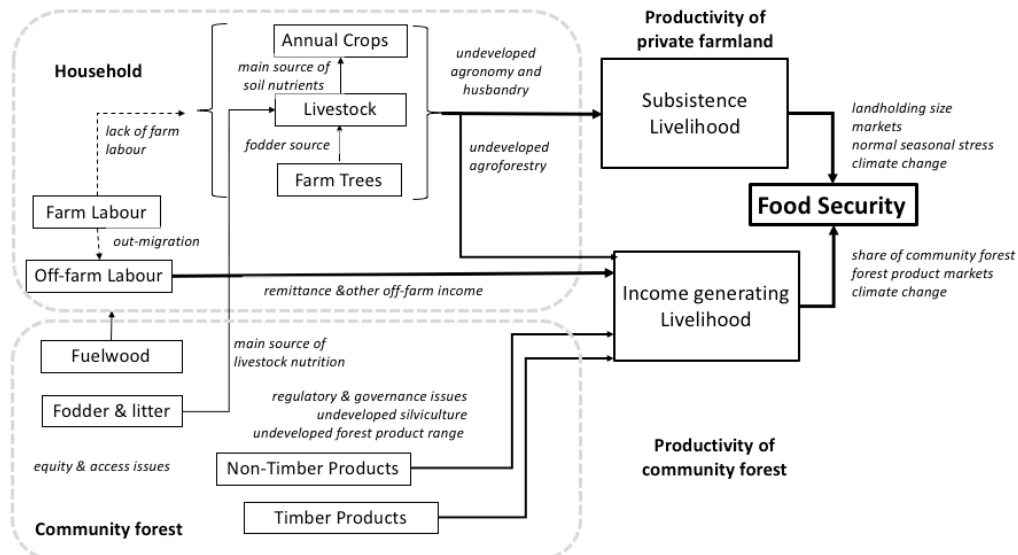 Productivity of
private farmland
Household
Annual Crops
main source of
soil nutrients
Livestock
fodder source
Farm Trees
lack of farm
labour
Farm Labour
out-migration
Off-farm Labour
remittance &other off-farm income
undeveloped
agronomy and
husbandry
undeveloped
agroforestry
Subsistence
Livelihood
landholding size
markets
normal seasonal stress
climate change
Food Security
share of community forest
forest product markets
climate change
Income generating
Livelihood
Fuelwood
main source of
livestock nutrition
Fodder & litter
regulatory & governance issues
undeveloped silviculture
undeveloped forest product range
equity & access issues
Non-Timber Products
Timber Products
Community forest
Productivity of
community forest